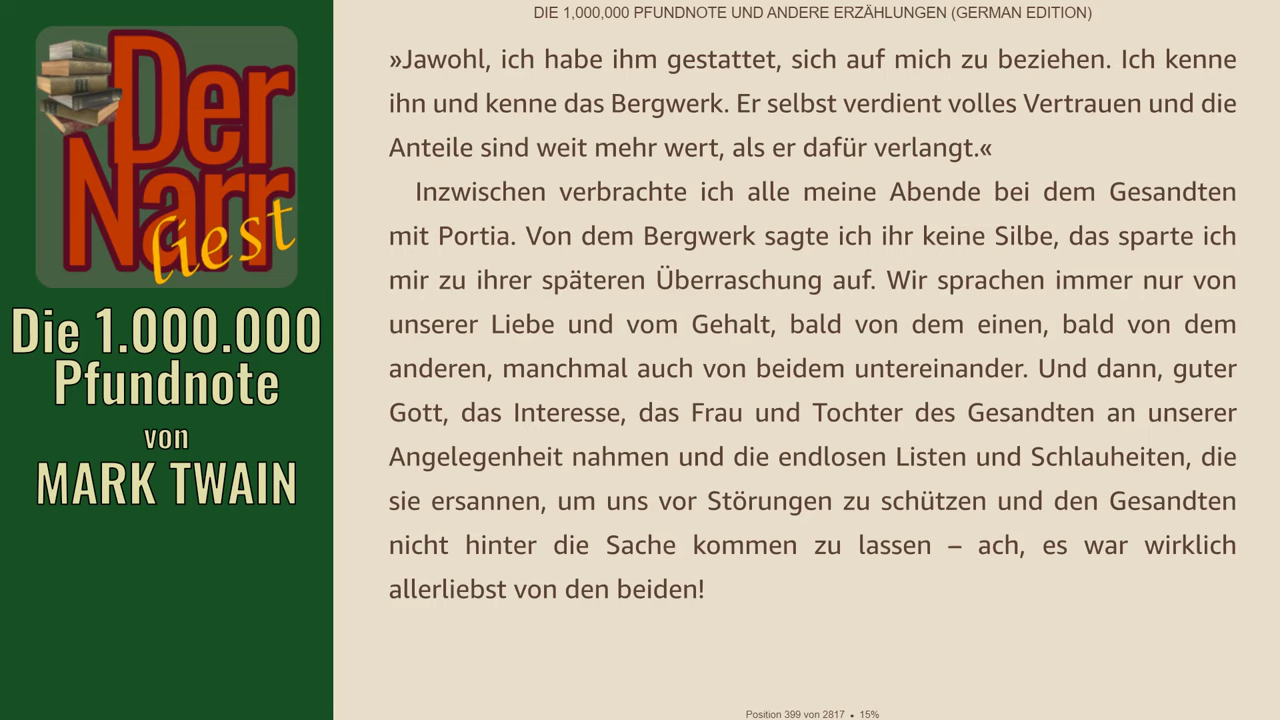 Der
Narr
liest
Die 1.000.000
Pfundnote
von
MARK TWAIN
DIE 1,000,000 PFUNDNOTE UND ANDERE ERZÄHLUNGEN (GERMAN EDITION)
»Jawohl, ich habe ihm gestattet, sich auf mich zu beziehen. Ich kenne
ihn und kenne das Bergwerk. Er selbst verdient volles Vertrauen und die
Anteile sind weit mehr wert, als er dafür verlangt.«
Inzwischen verbrachte ich alle meine Abende bei dem Gesandten
mit Portia. Von dem Bergwerk sagte ich ihr keine Silbe, das sparte ich
mir zu ihrer späteren Überraschung auf. Wir sprachen immer nur von
unserer Liebe und vom Gehalt, bald von dem einen, bald von dem
anderen, manchmal auch von beidem untereinander. Und dann, guter
Gott, das Interesse, das Frau und Tochter des Gesandten an unserer
Angelegenheit nahmen und die endlosen Listen und Schlauheiten, die
sie ersannen, um uns vor Störungen zu schützen und den Gesandten
nicht hinter die Sache kommen zu lassen – ach, es war wirklich
allerliebst von den beiden!
Position 399 von 2817 • 15%